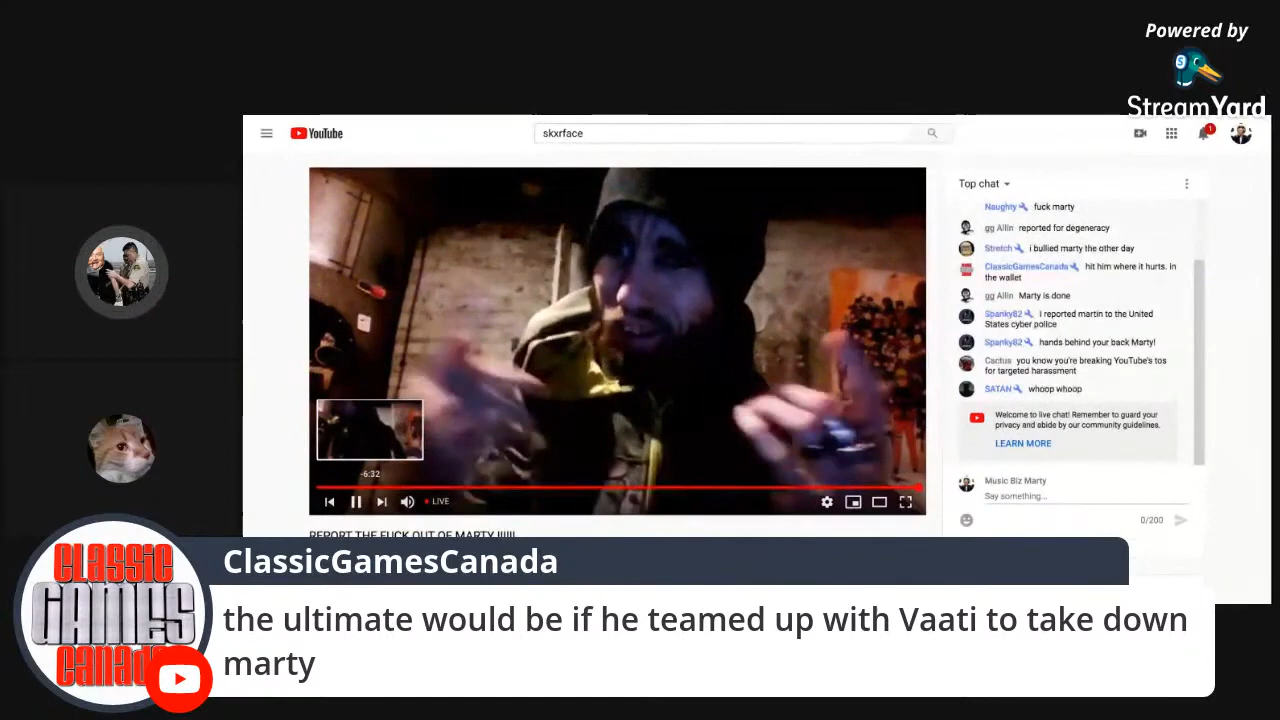 Powered by
StreamYard
YouTube
skxrface
1
Top chat
Naughty fuck marty
gg Allin reported for degeneracy
Stretch i bullied marty the other day
ClassicGamesCanada hit him where it hurts. in
the wallet
gg Allin Marty is done
Spanky82 I reported martin to the United
States cyber police
Spanky82 hands behind your back Marty!
Cactus you know you're breaking YouTube's tos
for targeted harassment
SATAN whoop whoop
Welcome to live chat! Remember to guard your
privacy and abide by our community guidelines.
LEARN MORE
Music Biz Marty
Say something...
0/200
-6:32
LIVE
REPORT THE FUCK OUT OF MARTY !!!!!!
CLASSIC
GAMES
Canada
ClassicGamesCanada
the ultimate would be if he teamed up with Vaati to take down
marty